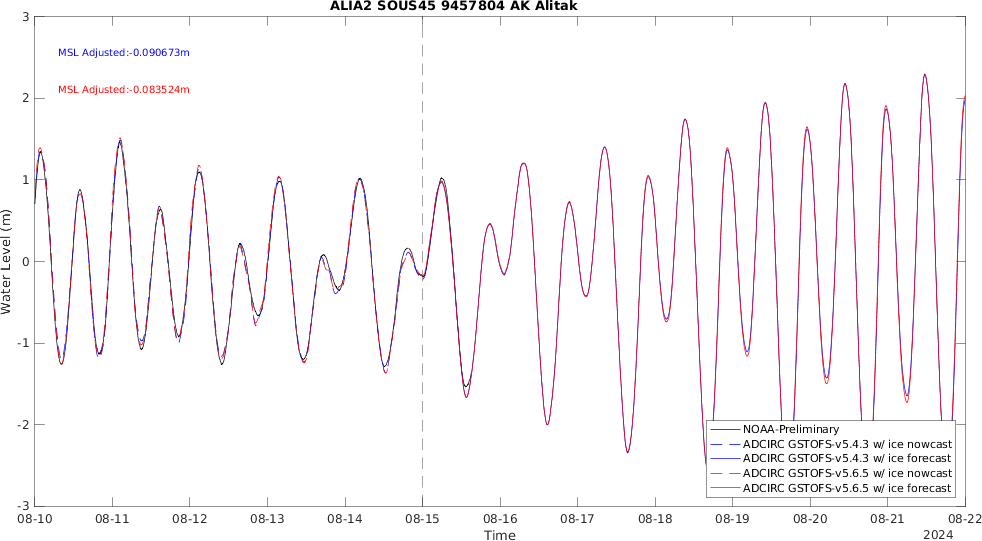 ALIA2 SOUS45 9457804 AK Alitak
3
2
1
0
-1
-2
-3
Water Level (m)
MSL Adjusted:-0.090673m
MSL Adjusted:-0.083524m
NOAA-Preliminary
ADCIRC GSTOFS-v5.4.3 w/ ice nowcast
ADCIRC GSTOFS-v5.4.3 w/ ice forecast
ADCIRC GSTOFS-v5.6.5 w/ ice nowcast
ADCIRC GSTOFS-v5.6.5 w/ ice forecast
08-10 08-11 08-12 08-13 08-14 08-15 08-16 08-17 08-18 08-19 08-20 08-21 08-22
Time
2024